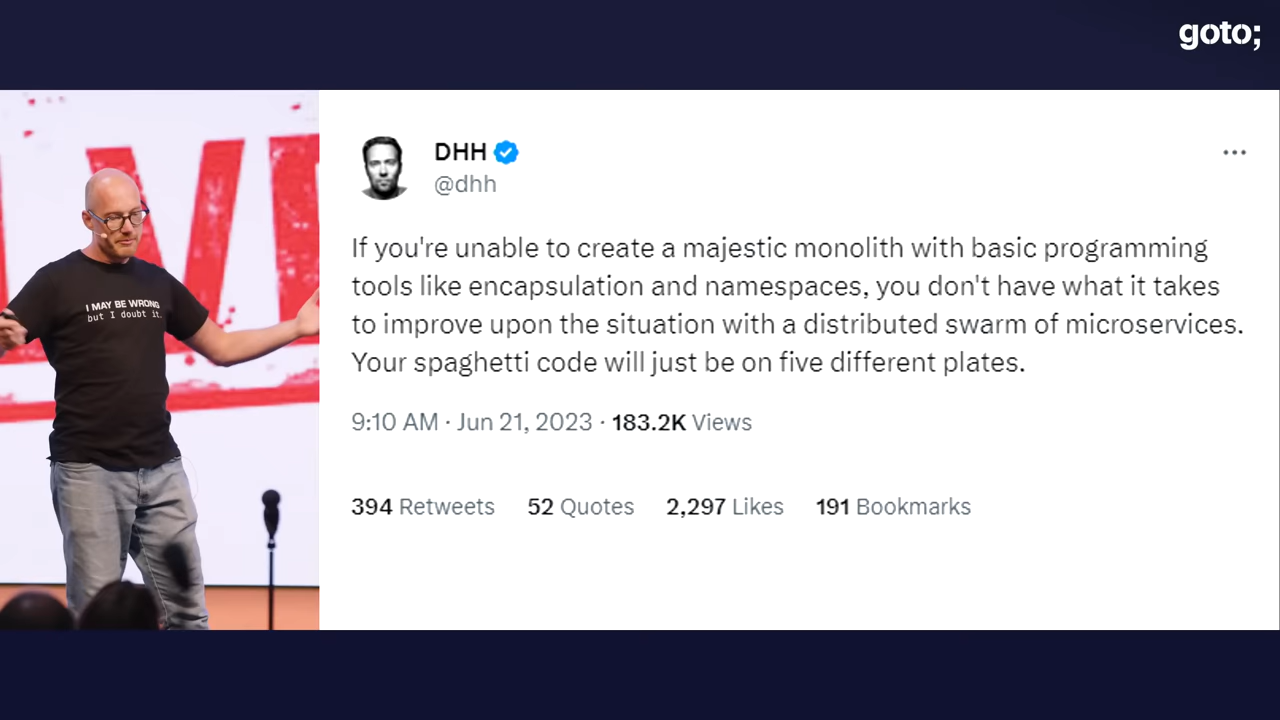 goto;
I MAY BE WRONG
but I doubt it.
DHH
@dhh
If you're unable to create a majestic monolith with basic programming
tools like encapsulation and namespaces, you don't have what it takes
to improve upon the situation with a distributed swarm of microservices.
Your spaghetti code will just be on five different plates.
9:10 AM · Jun 21, 2023 · 183.2K Views
394 Retweets 52 Quotes 2,297 Likes 191 Bookmarks